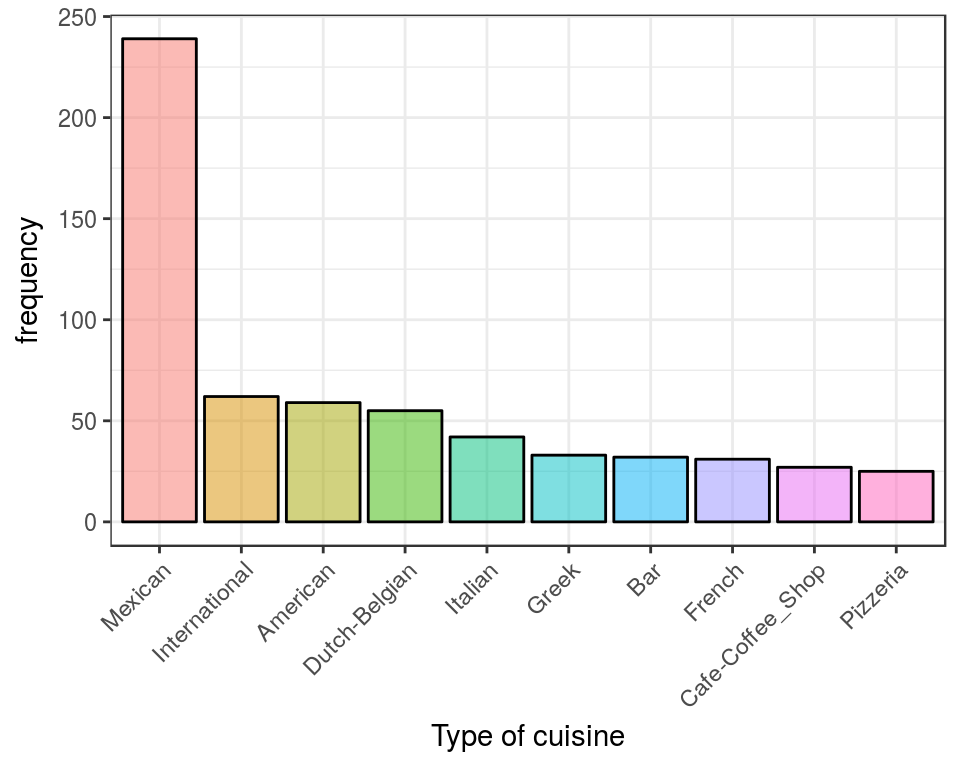 250
200
150
100
50
0
frequency
Mexican
International
American
Dutch-Belgian
Italian
Greek
Bar
French
Cafe-Coffee_Shop
Pizzeria
Type of cuisine